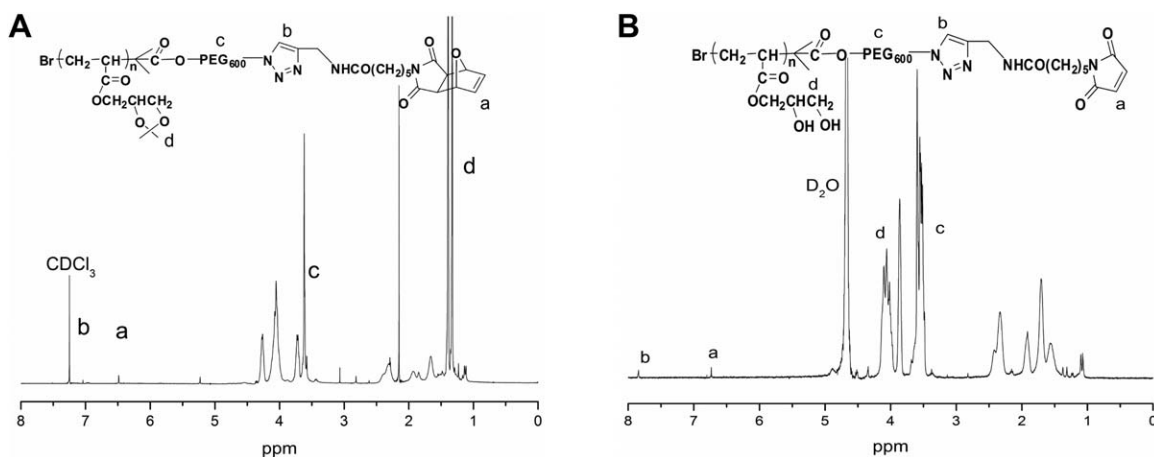 A
c
b
Br(CH2-CH)n C-O-PEG600-N
O
O
N=N
NHCO(CH2)5N
O
O
O
C=O
OCH2CHCH2
O O
d
a
d
CDCl3
b
a
c
8 7 6 5 4 3 2 1 0
ppm
B
c
b
Br(CH2-CH)n C-O-PEG600-N
O
N=N
NHCO(CH2)5N
O
O
C=O
OCH2CHCH2
d
OH OH
a
D2O
d
c
b
a
8 7 6 5 4 3 2 1 0
ppm